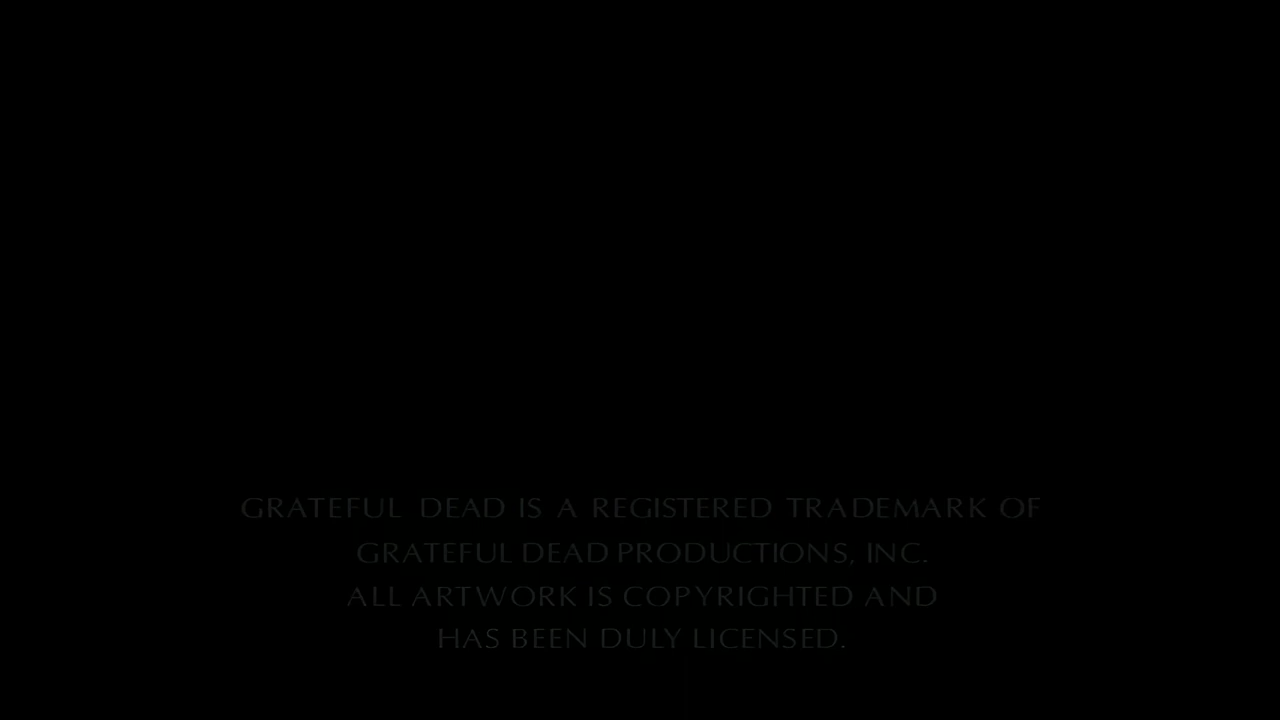 GRATEFUL DEAD IS A REGISTERED TRADEMARK OF
GRATEFUL DEAD PRODUCTIONS, INC.
ALL ARTWORK IS COPYRIGHTED AND
HAS BEEN DULY LICENSED.